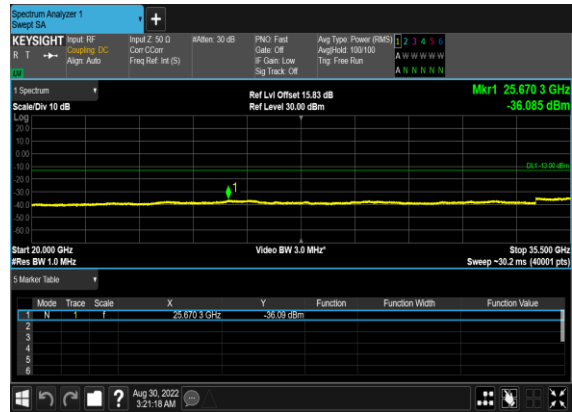 Spectrum Analyzer 1
Swept SA
+
KEYSIGHT Input: RF Input Z: 50 Ω #Atten: 30 dB PNO: Fast Avg Type: Power (RMS) 1 2 3 4 5 6
R T Coupling: DC Corr CCorr Gate: Off Avg|Hold: 100/100 A W W W W W
Align: Auto Freq Ref: Int (S) IF Gain: Low Trig: Free Run
Sig Track: Off A N N N N N
1 Spectrum Ref Lvl Offset 15.83 dB Mkr1 25.670 3 GHz
Scale/Div 10 dB Ref Level 30.00 dBm -36.085 dBm
Log
20.0
10.0
0.00
-10.0
DL1 -13.00 dBm
-20.0
-30.0 1
-40.0
-50.0
-60.0
Start 20.000 GHz Video BW 3.0 MHz* Stop 35.500 GHz
#Res BW 1.0 MHz Sweep ~30.2 ms (40001 pts)
5 Marker Table
Mode Trace Scale X Y Function Function Width Function Value
1 N 1 f 25.670 3 GHz -36.09 dBm
2
3
4
5
6
? Aug 30, 2022
3:21:18 AM